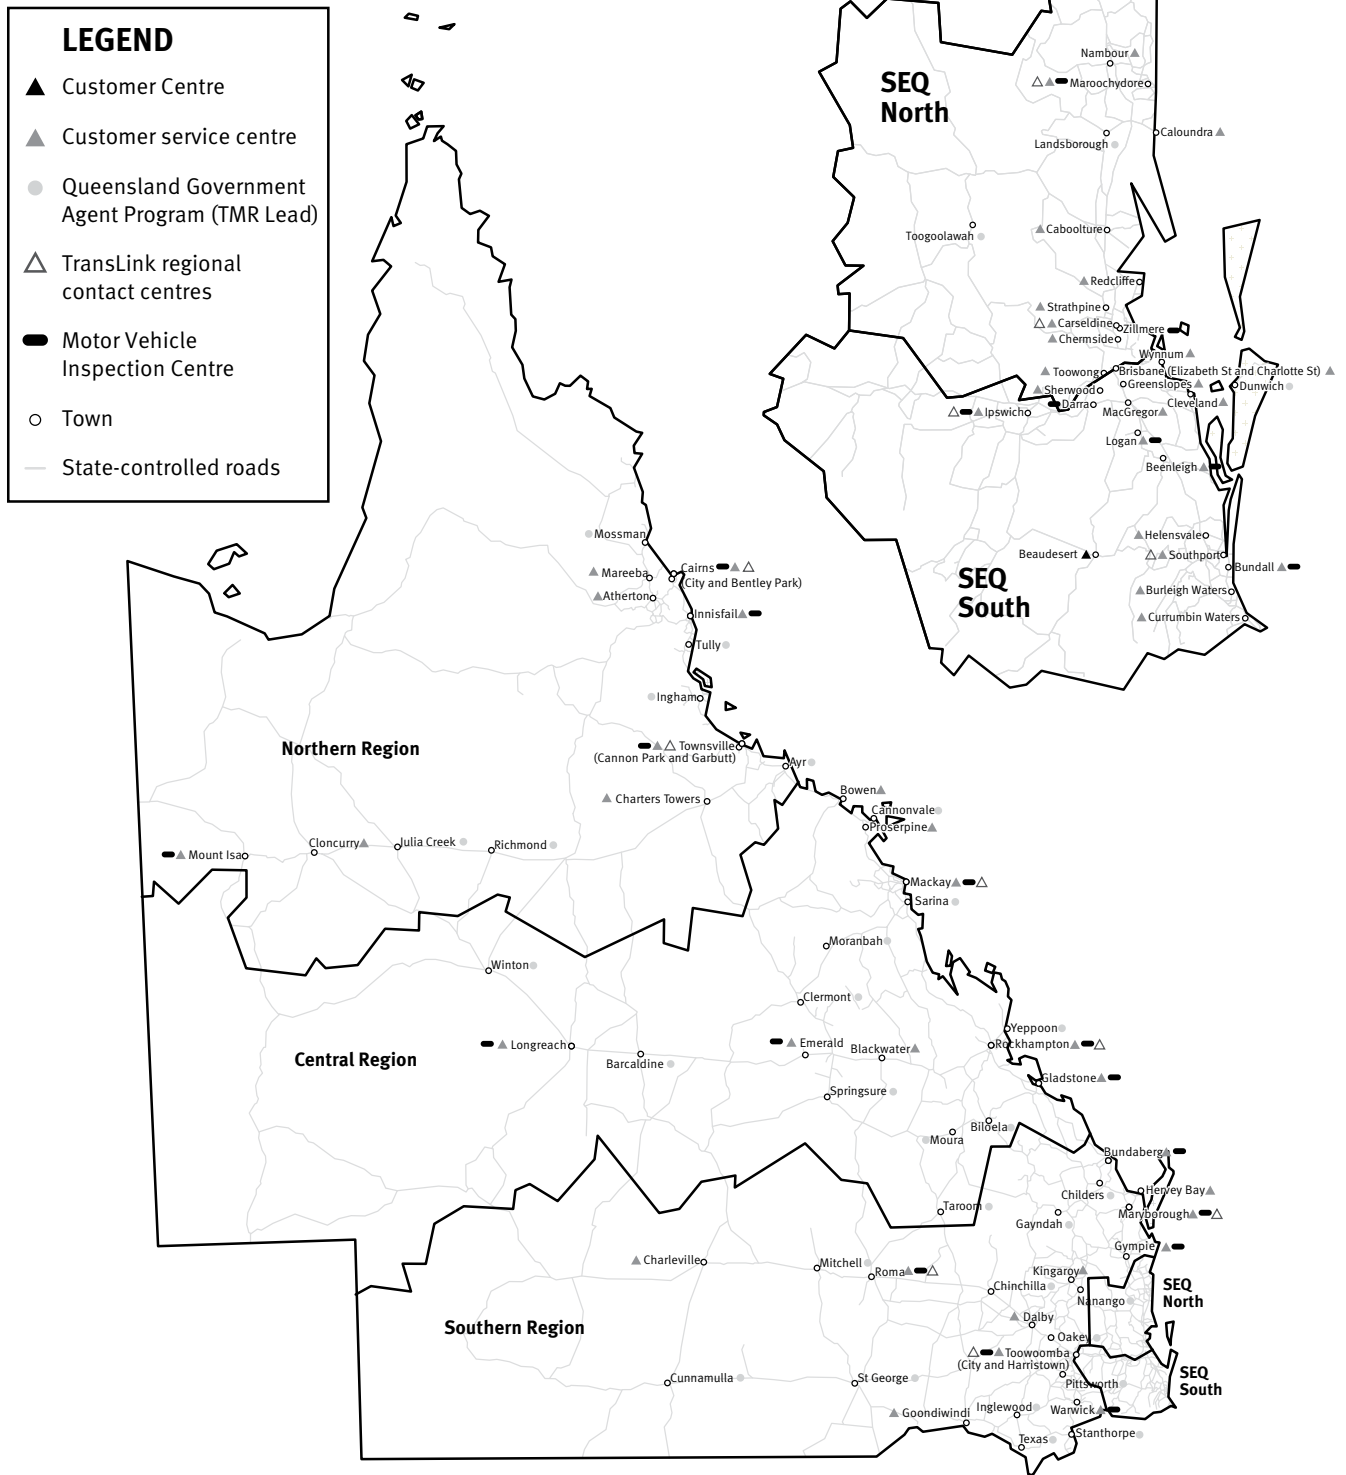 LEGEND
Customer Centre
Customer service centre
Queensland Government
Agent Program (TMR Lead)
TransLink regional
contact centres
Motor Vehicle
Inspection Centre
Town
State-controlled roads
SEQ
North
Nambour
Maroochydore
Caloundra
Landsborough
Toogoolawah
Caboolture
Redcliffe
Strathpine
Carseldine
Zillmere
Chermside
Wynnum
Toowong
Brisbane (Elizabeth St and Charlotte St)
Greenslopes
Dunwich
Sherwood
Darra
Cleveland
Ipswich
MacGregor
Logan
Beenleigh
Helensvale
Beaudesert
Southport
Bundall
SEQ
South
Burleigh Waters
Currumbin Waters
Mossman
Cairns
(City and Bentley Park)
Mareeba
Atherton
Innisfail
Tully
Ingham
Northern Region
Townsville
(Cannon Park and Garbutt)
Ayr
Charters Towers
Bowen
Cannonvale
Proserpine
Cloncurry
Julia Creek
Richmond
Mount Isa
Mackay
Sarina
Moranbah
Winton
Clermont
Yeppoon
Central Region
Longreach
Barcaldine
Emerald
Blackwater
Rockhampton
Gladstone
Springsure
Biloela
Moura
Bundaberg
Childers
Hervey Bay
Taroom
Gayndah
Maryborough
Gympie
Charleville
Mitchell
Roma
Kingaroy
Chinchilla
Nanango
SEQ
North
Southern Region
Dalby
Oakey
Toowoomba
(City and Harristown)
SEQ
South
Cunnamulla
St George
Pittsworth
Goondiwindi
Inglewood
Warwick
Texas
Stanthorpe